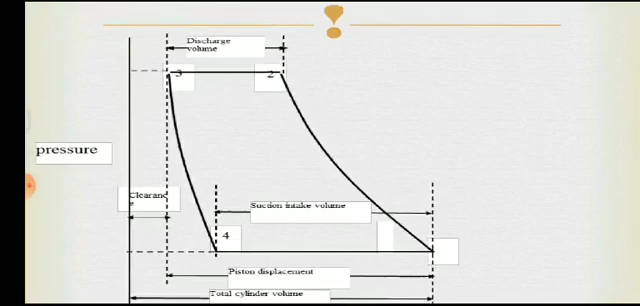 Discharge
volume
3
2
pressure
Clearanc
e
Suction intake volume
4
Piston displacement
Total cylinder volume